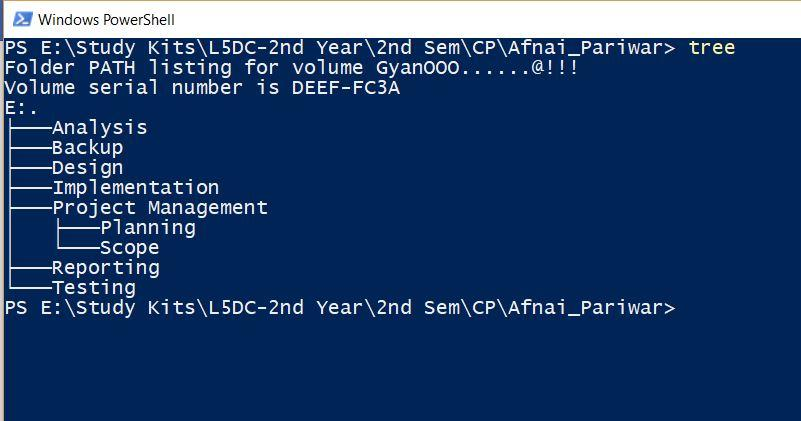 Windows PowerShell
PS E:\Study Kits\L5DC-2nd Year\2nd Sem\CP\Afnai_Pariwar> tree
Folder PATH listing for volume GyanOOO......@!!!
Volume serial number is DEEF-FC3A
E:.
├───Analysis
├───Backup
├───Design
├───Implementation
├───Project Management
│   ├───Planning
│   └───Scope
├───Reporting
└───Testing
PS E:\Study Kits\L5DC-2nd Year\2nd Sem\CP\Afnai_Pariwar>